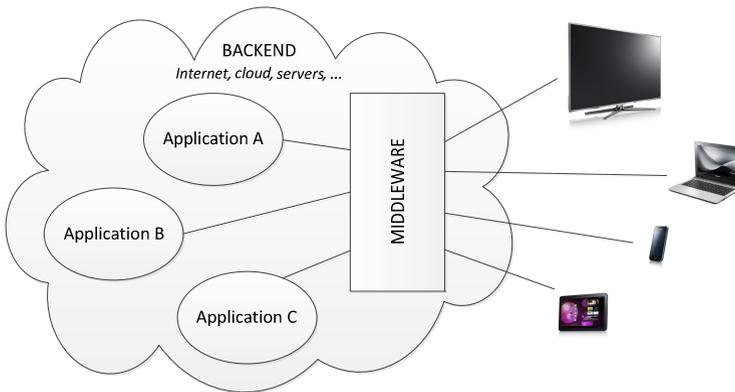 BACKEND
Internet, cloud, servers, ...
Application A
MIDDLEWARE
Application B
Application C